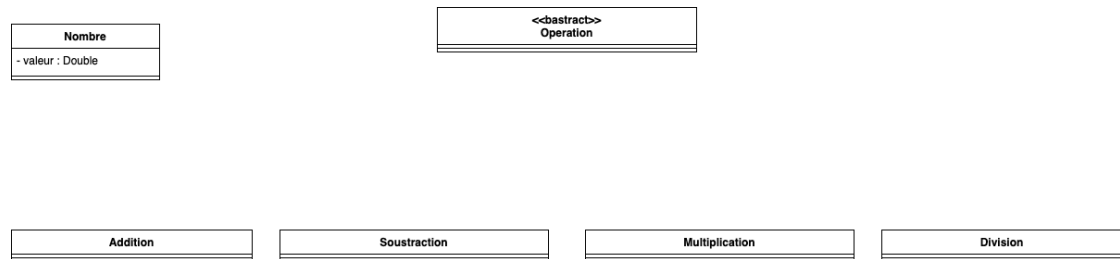 <<bastract>>
Operation
Nombre
- valeur : Double
Addition
Soustraction
Multiplication
Division